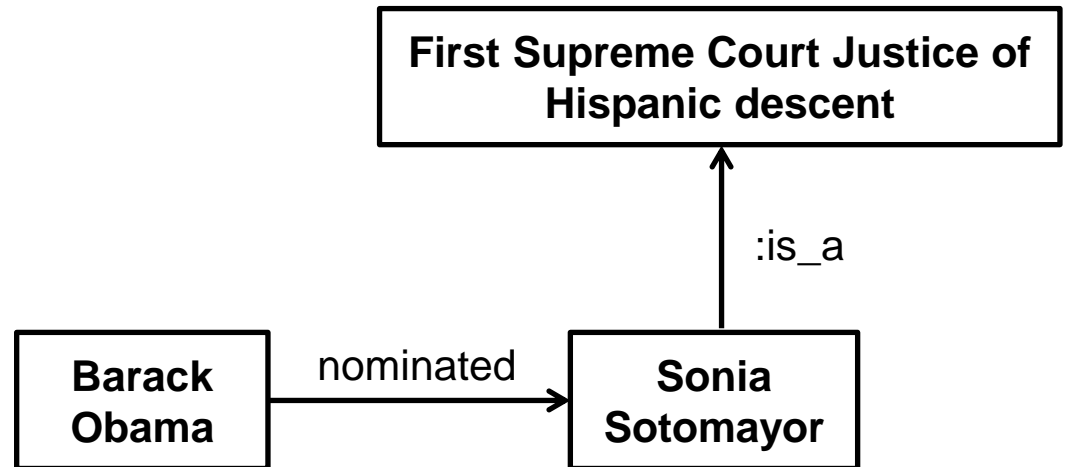 First Supreme Court Justice of
Hispanic descent
:is_a
Barack
Obama
nominated
Sonia
Sotomayor